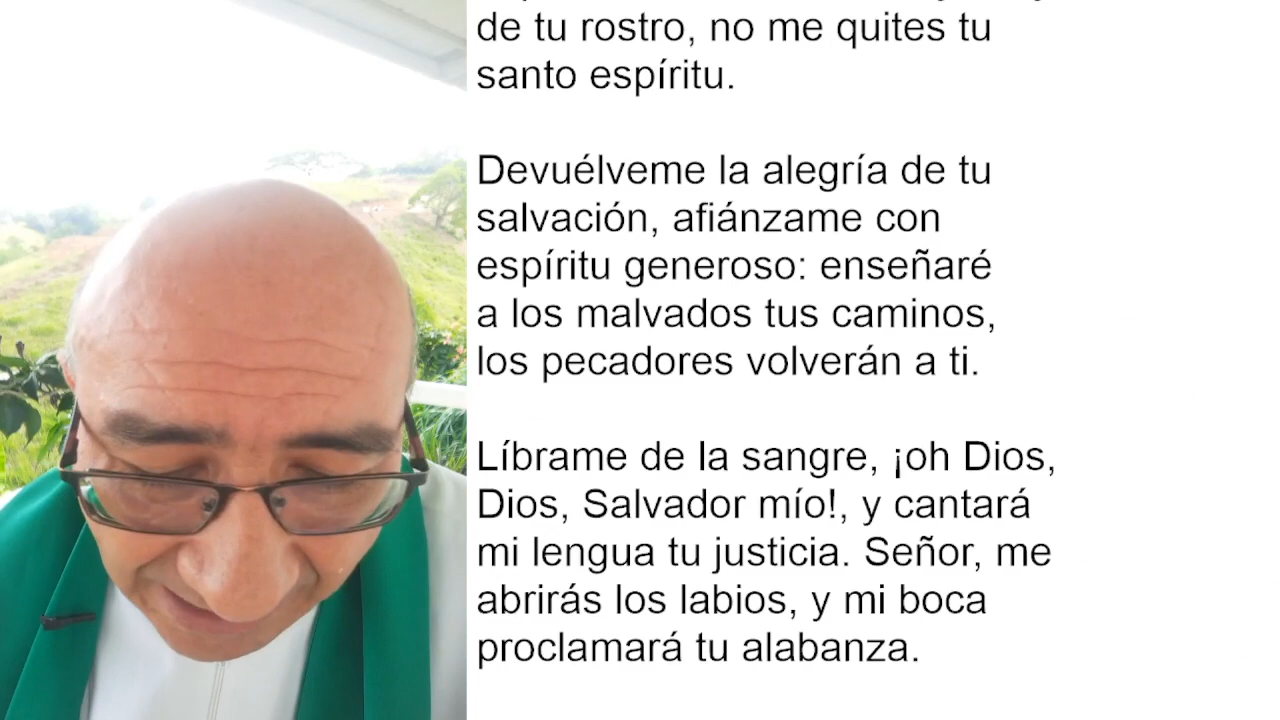 de tu rostro, no me quites tu
santo espíritu.
Devuélveme la alegría de tu
salvación, afiánzame con
espíritu generoso: enseñaré
a los malvados tus caminos,
los pecadores volverán a ti.
Líbrame de la sangre, ¡oh Dios,
Dios, Salvador mío!, y cantará
mi lengua tu justicia. Señor, me
abrirás los labios, y mi boca
proclamará tu alabanza.